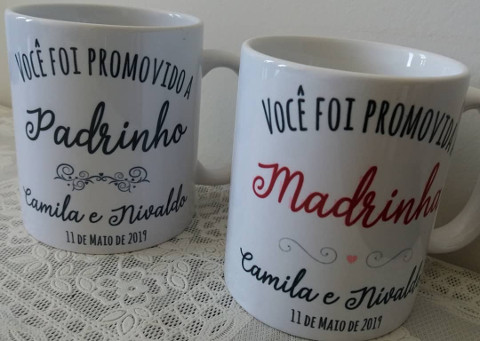 VOCÊ FOI PROMOVIDO A
Padrinho
Camila e Nivaldo
11 DE MAIO DE 2019
VOCÊ FOI PROMOVIDA
Madrinha
Camila e Nivaldo
11 DE MAIO DE 2019